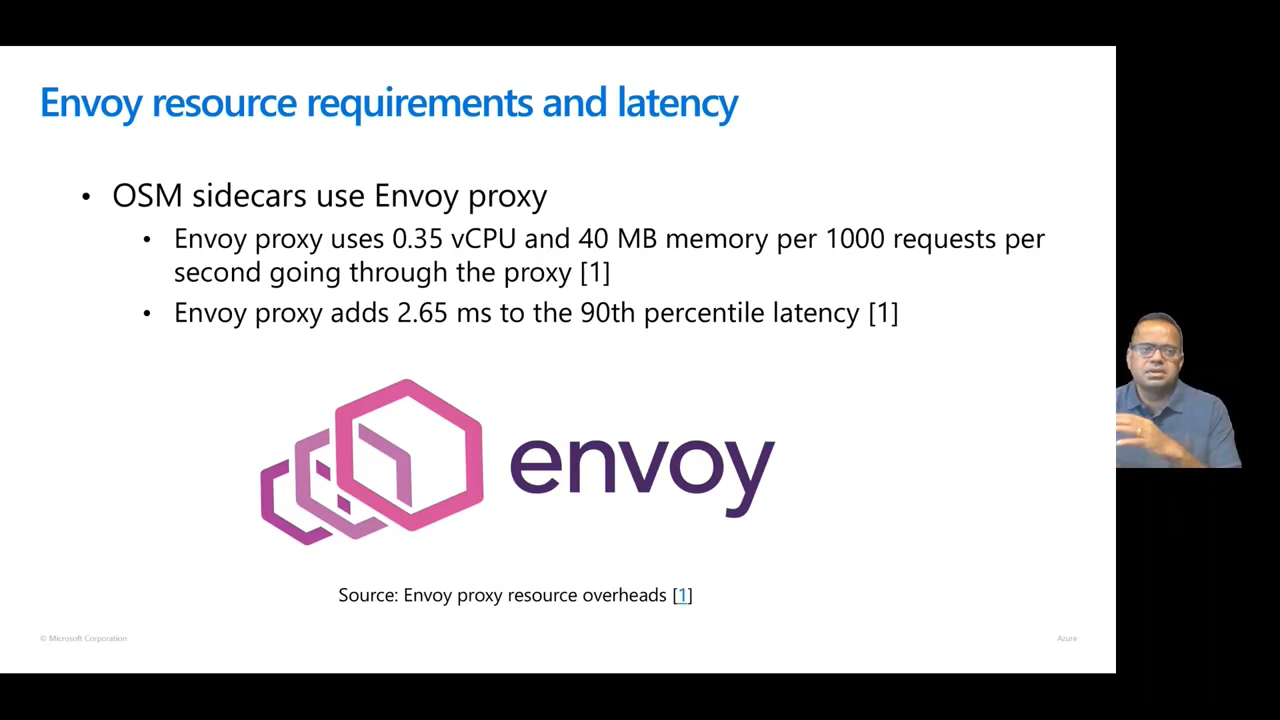 Envoy resource requirements and latency
• OSM sidecars use Envoy proxy
• Envoy proxy uses 0.35 vCPU and 40 MB memory per 1000 requests per
second going through the proxy [1]
• Envoy proxy adds 2.65 ms to the 90th percentile latency [1]
envoy
Source: Envoy proxy resource overheads [1]
© Microsoft Corporation
Azure